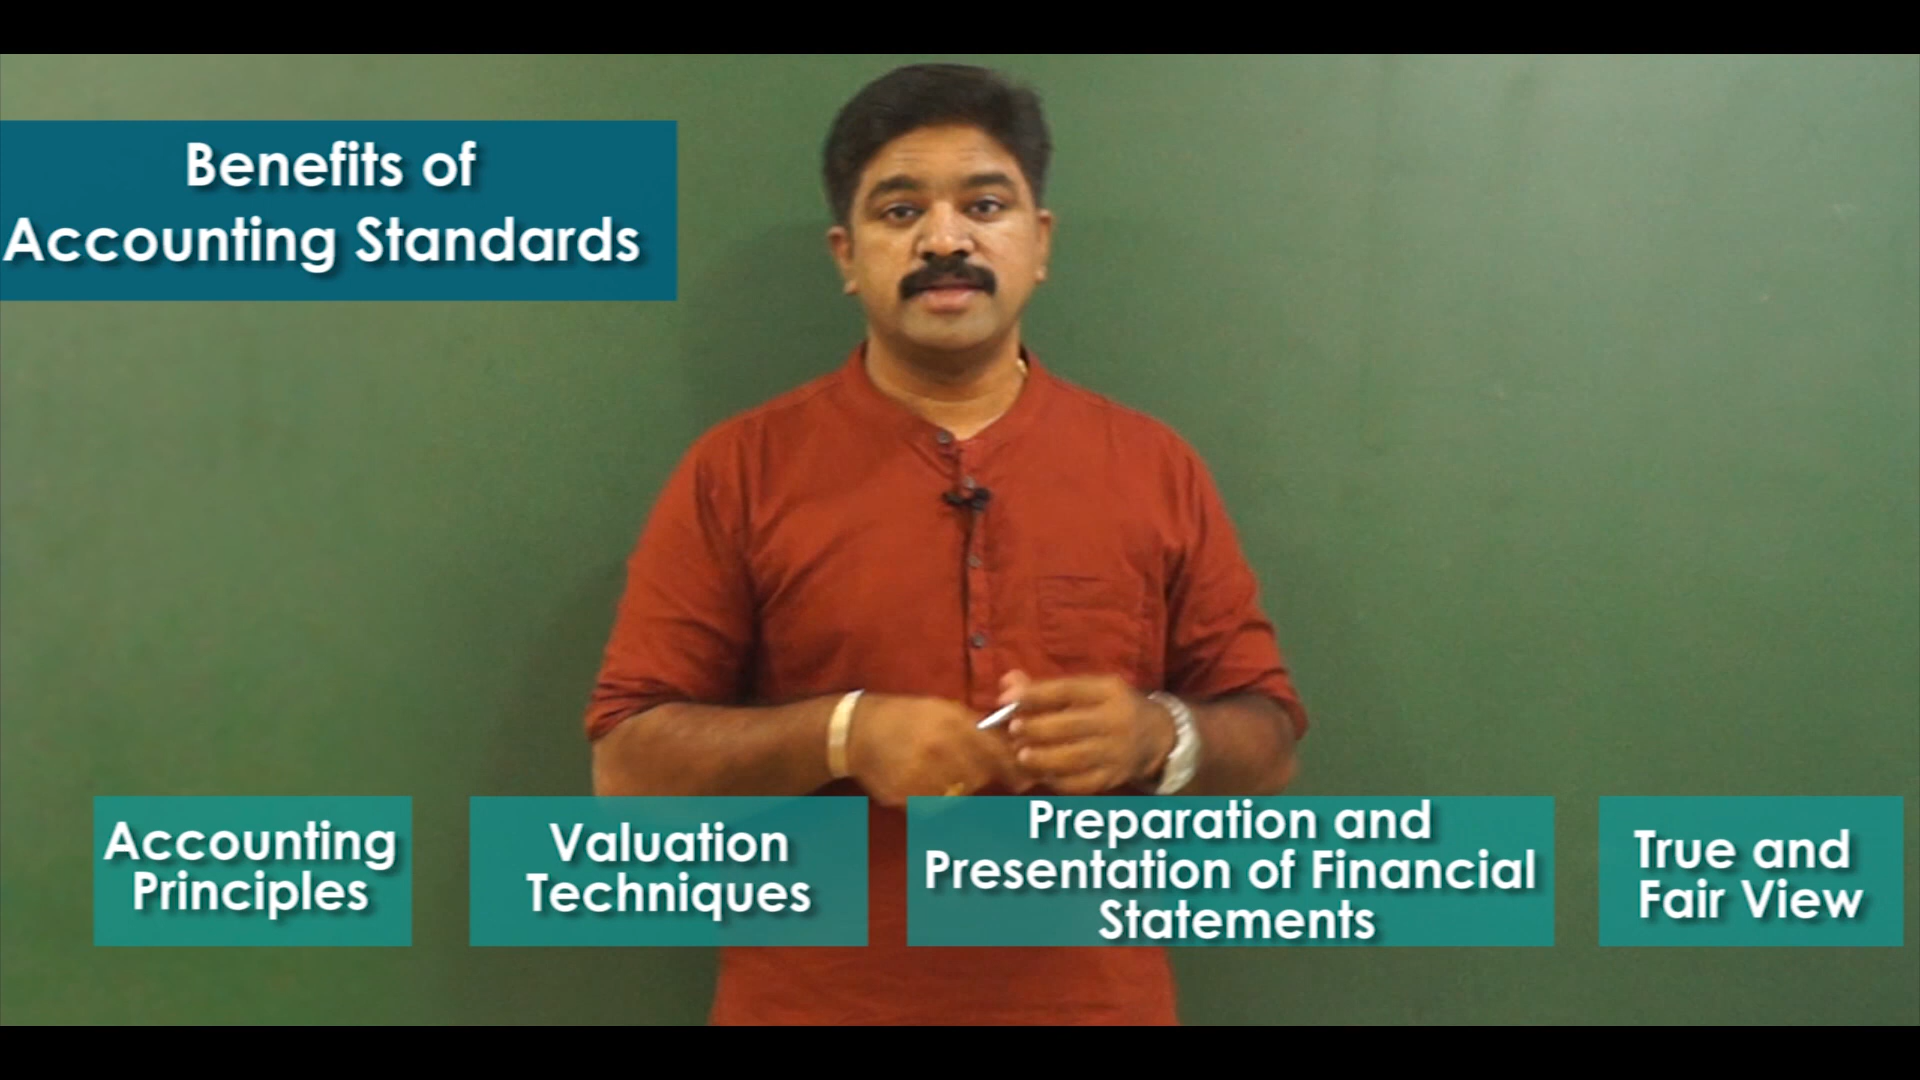 Benefits of
Accounting Standards
Accounting
Principles
Valuation
Techniques
Preparation and
Presentation of Financial
Statements
True and
Fair View